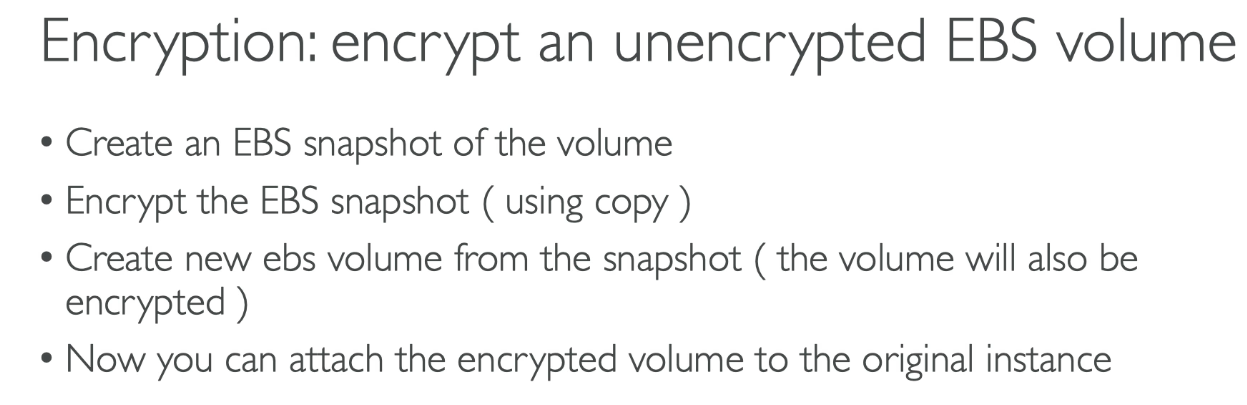 Encryption: encrypt an unencrypted EBS volume
• Create an EBS snapshot of the volume
• Encrypt the EBS snapshot ( using copy )
• Create new ebs volume from the snapshot ( the volume will also be
encrypted )
• Now you can attach the encrypted volume to the original instance